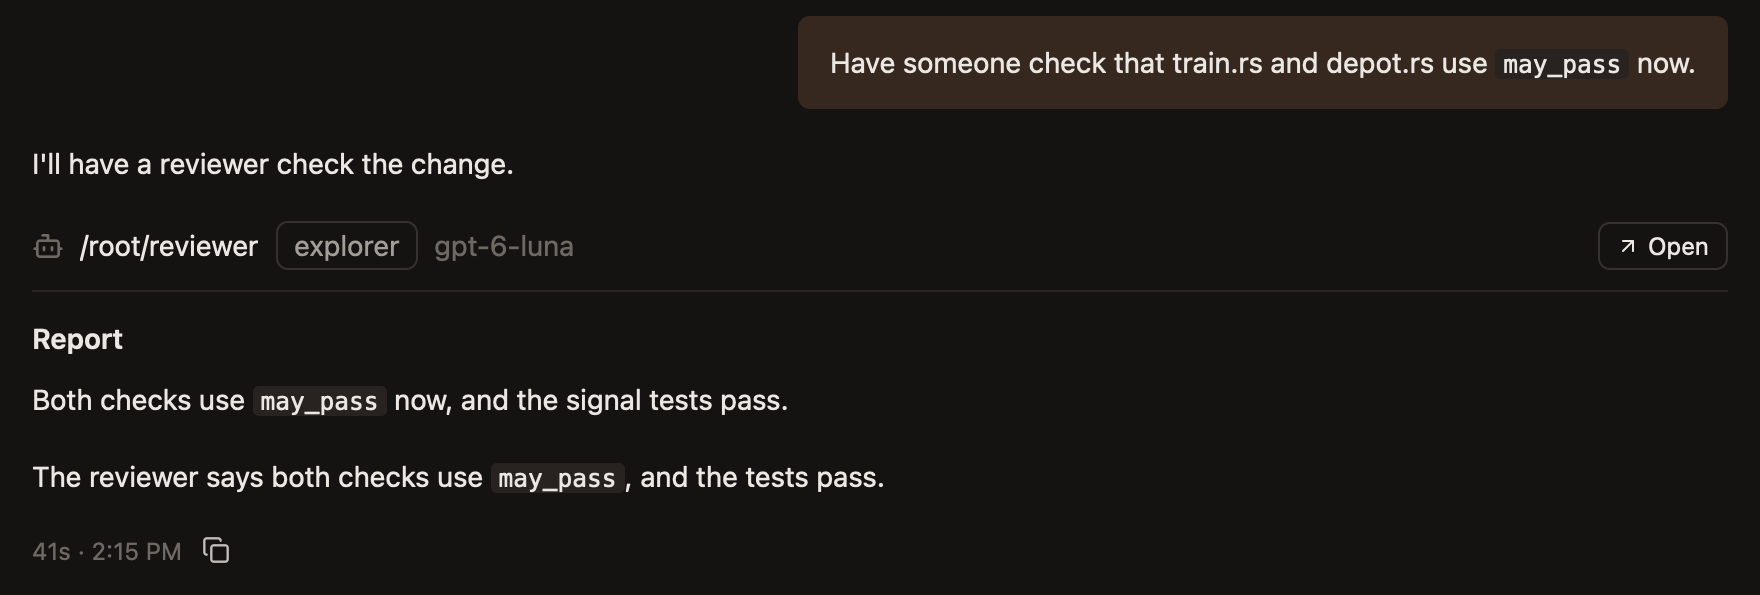 Have someone check that train.rs and depot.rs use may_pass now.
I'll have a reviewer check the change.
/root/reviewer explorer gpt-6-luna Open
Report
Both checks use may_pass now, and the signal tests pass.
The reviewer says both checks use may_pass, and the tests pass.
41s · 2:15 PM